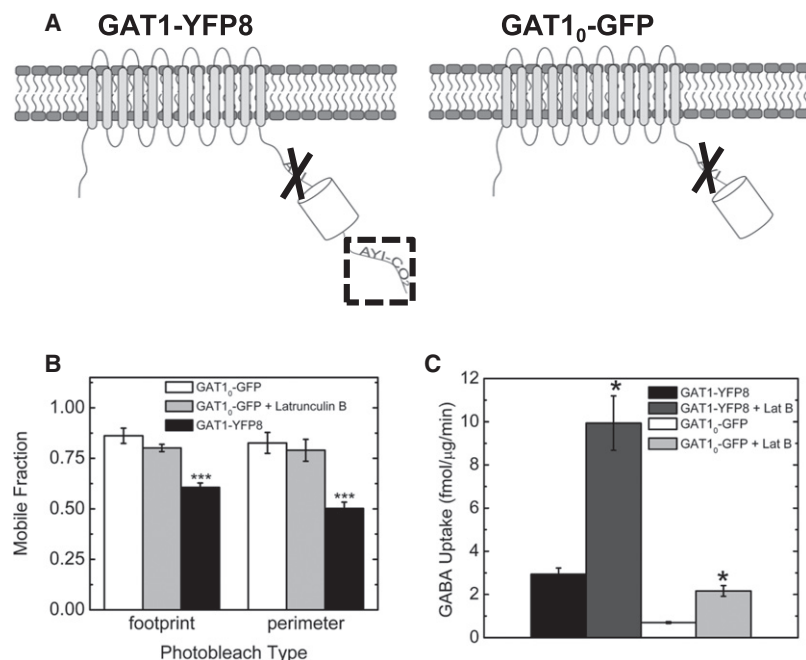 A
GAT1-YFP8
GAT1₀-GFP
AYI-CO₂
B
GAT1₀-GFP
GAT1₀-GFP + Latrunculin B
GAT1-YFP8
Mobile Fraction
1.00
0.75
0.50
0.25
0.00
***
***
footprint
perimeter
Photobleach Type
C
GABA Uptake (fmol/μg/min)
12
10
8
6
4
2
0
*
*
GAT1-YFP8
GAT1-YFP8 + Lat B
GAT1₀-GFP
GAT1₀-GFP + Lat B